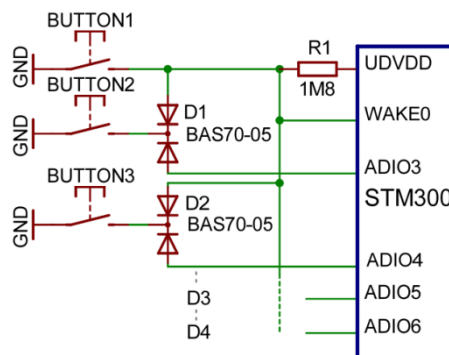 BUTTON1
GND
R1
1M8
UDVDD
BUTTON2
GND
D1
BAS70-05
WAKE0
ADIO3
BUTTON3
GND
D2
BAS70-05
STM300
ADIO4
D3
ADIO5
D4
ADIO6